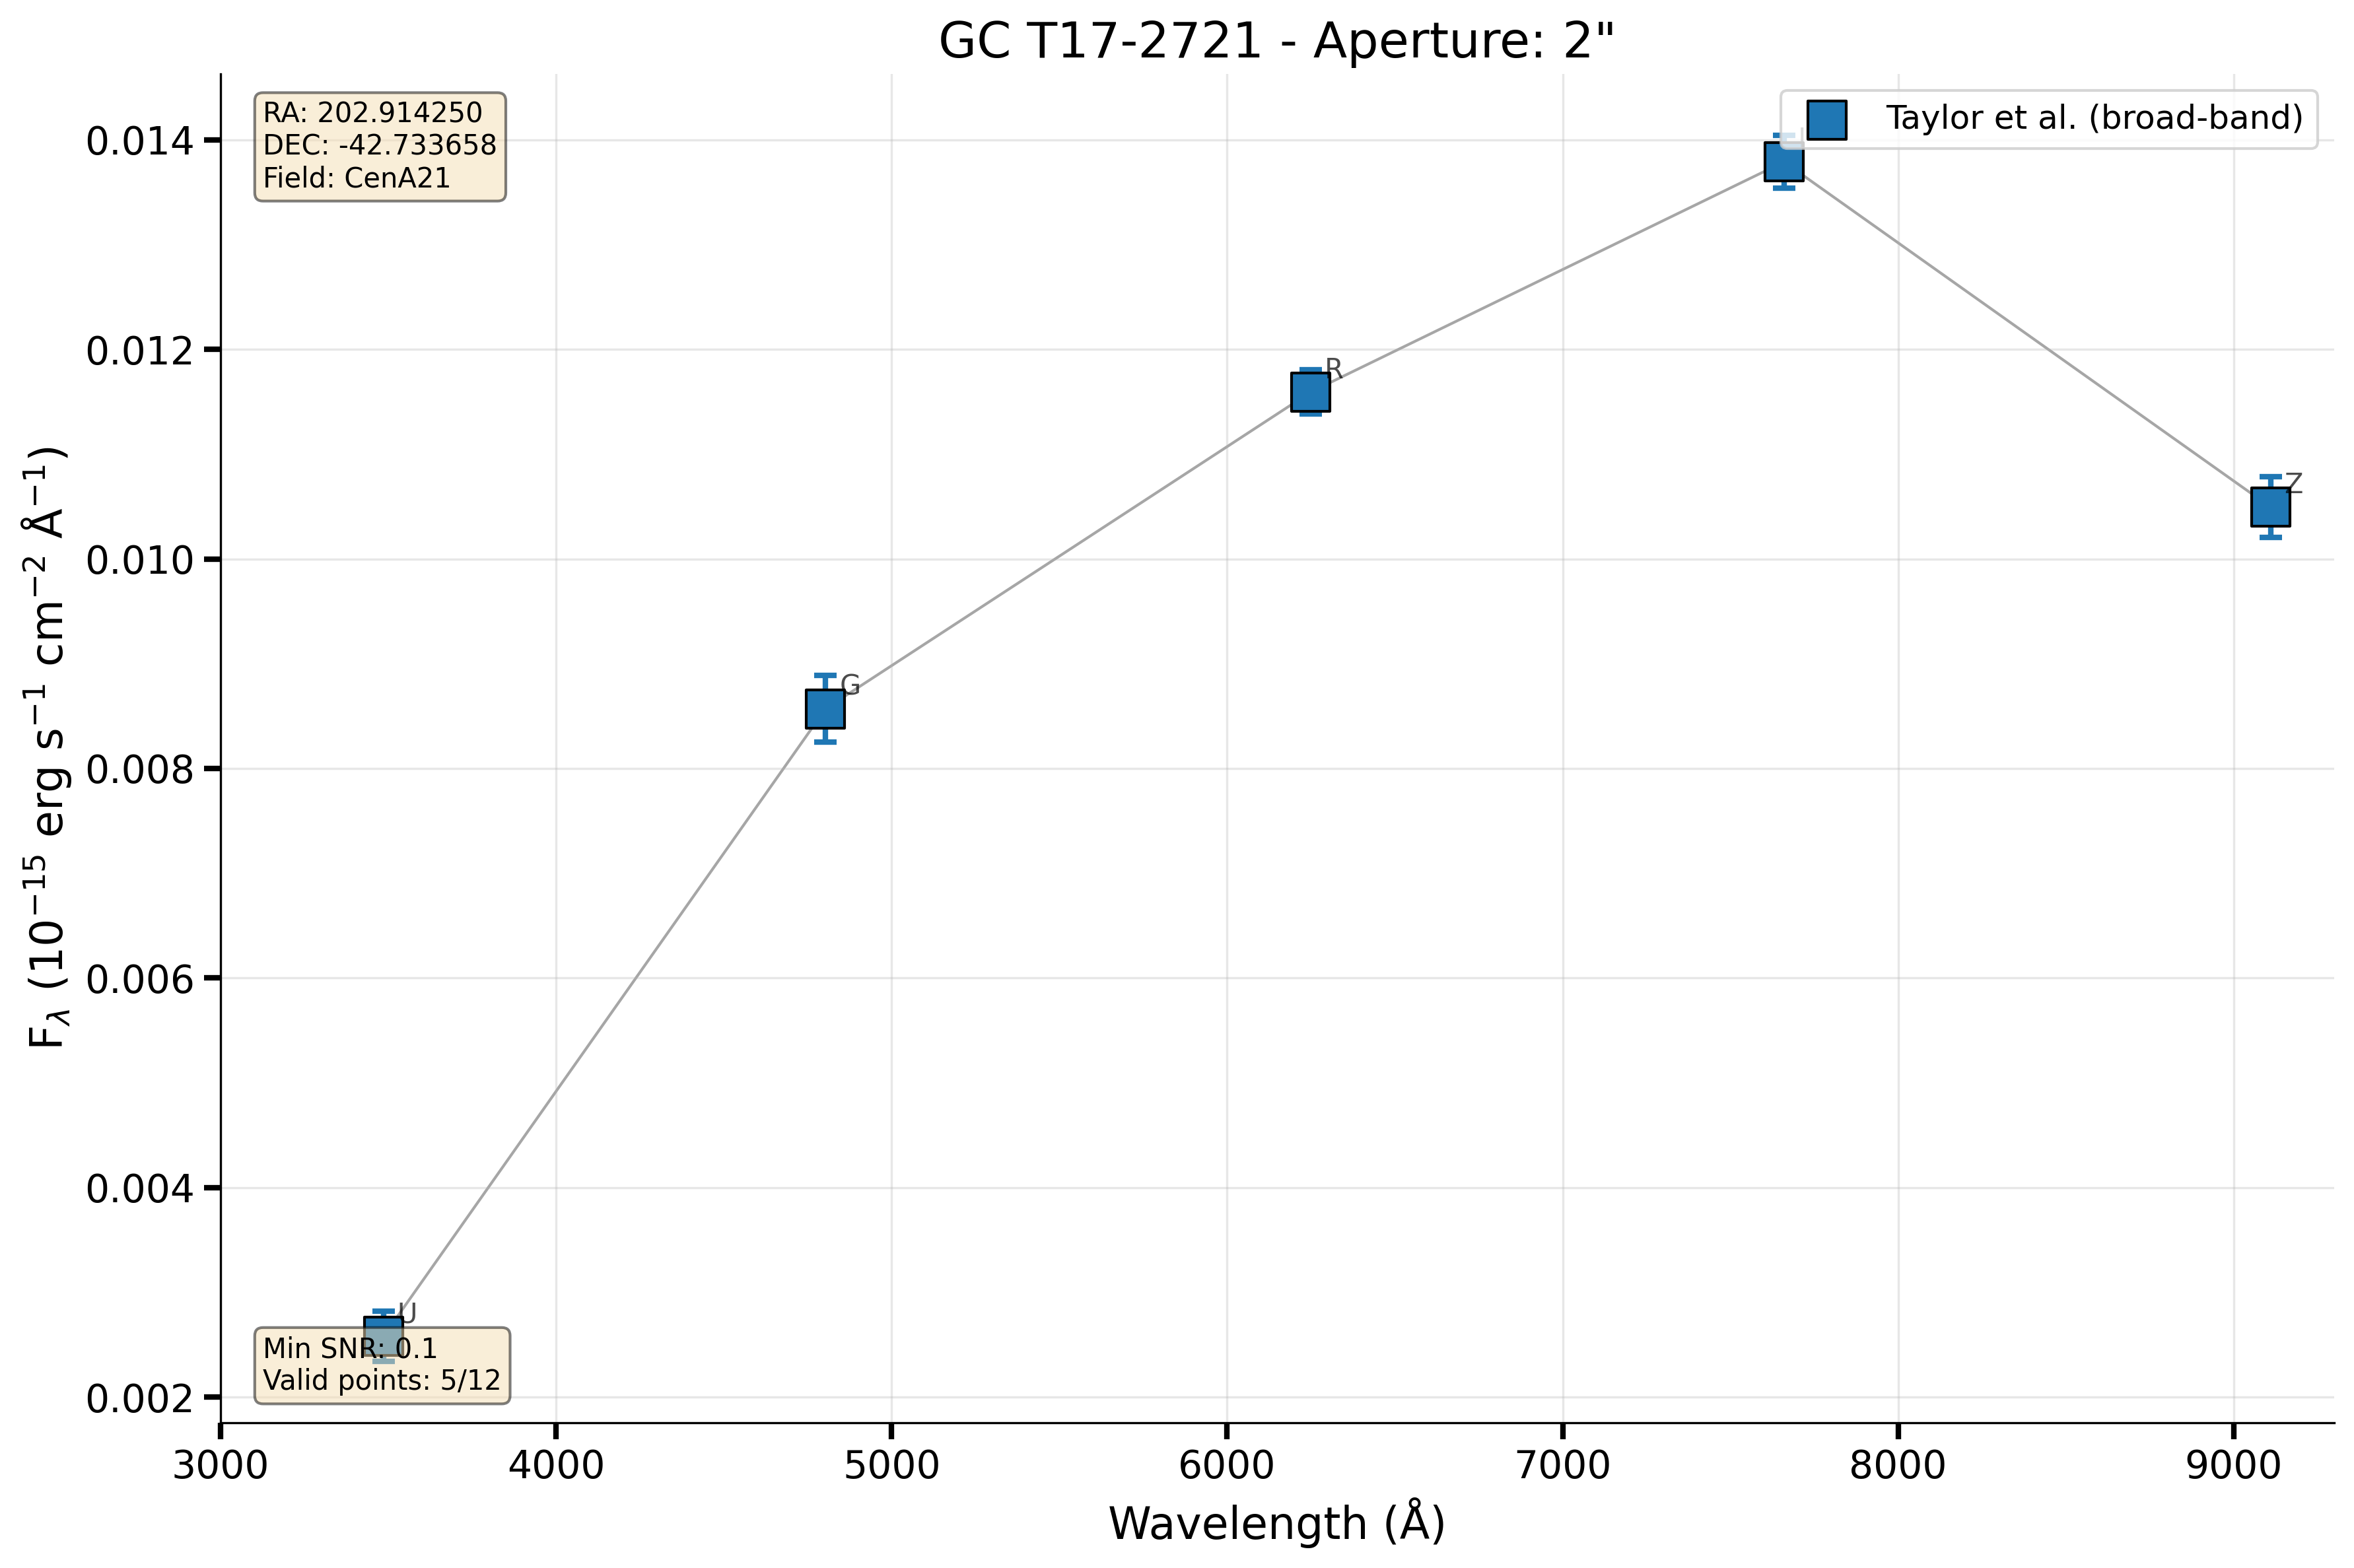 GC T17-2721 - Aperture: 2"
RA: 202.914250
DEC: -42.733658
Field: CenA21
Taylor et al. (broad-band)
0.014
0.012
0.010
0.008
0.006
0.004
0.002
F_λ (10⁻¹⁵ erg s⁻¹ cm⁻² Å⁻¹)
R
Z
G
U
Min SNR: 0.1
Valid points: 5/12
3000 4000 5000 6000 7000 8000 9000
Wavelength (Å)